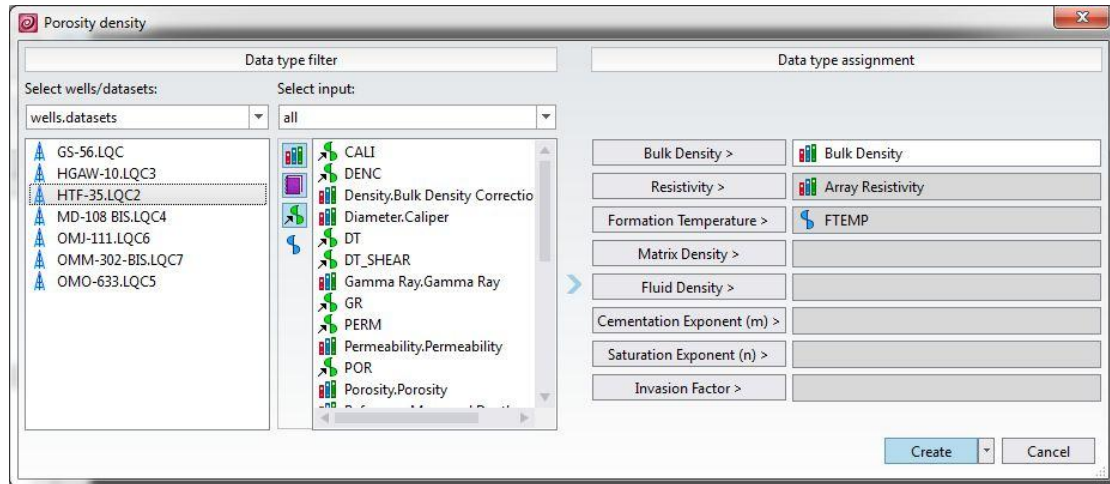 Porosity density
Data type filter
Select wells/datasets:
Select input:
wells.datasets
all
GS-56.LQC
HGAW-10.LQC3
HTF-35.LQC2
MD-108 BIS.LQC4
OMJ-111.LQC6
OMM-302-BIS.LQC7
OMO-633.LQC5
CALI
DENC
Density.Bulk Density Correctio
Diameter.Caliper
DT
DT_SHEAR
Gamma Ray.Gamma Ray
GR
PERM
Permeability.Permeability
POR
Porosity.Porosity
Data type assignment
Bulk Density > Bulk Density
Resistivity > Array Resistivity
Formation Temperature > FTEMP
Matrix Density >
Fluid Density >
Cementation Exponent (m) >
Saturation Exponent (n) >
Invasion Factor >
Create Cancel